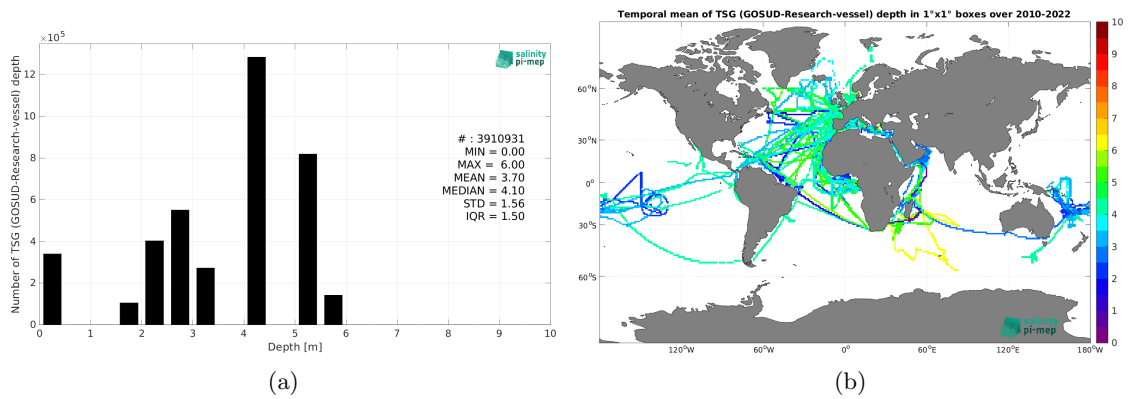 ×10⁵
salinity
pi-mep
Number of TSG (GOSUD-Research-vessel) depth
12
10
8
6
4
2
0
# : 3910931
MIN = 0.00
MAX = 6.00
MEAN = 3.70
MEDIAN = 4.10
STD = 1.56
IQR = 1.50
0 1 2 3 4 5 6 7 8 9 10
Depth [m]
(a)
Temporal mean of TSG (GOSUD-Research-vessel) depth in 1°x1° boxes over 2010-2022
60°N
30°N
0°
30°S
60°S
120°W 60°W 0° 60°E 120°E 180°W
salinity
pi-mep
10
9
8
7
6
5
4
3
2
1
0
(b)